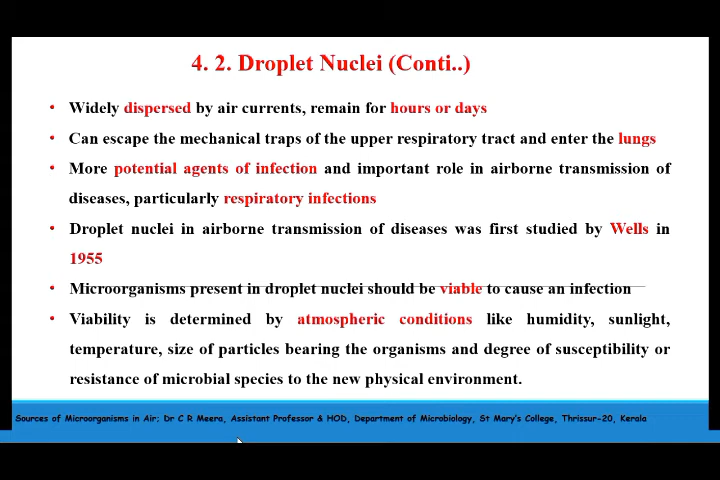 4. 2. Droplet Nuclei (Conti..)
• Widely dispersed by air currents, remain for hours or days
• Can escape the mechanical traps of the upper respiratory tract and enter the lungs
• More potential agents of infection and important role in airborne transmission of
diseases, particularly respiratory infections
• Droplet nuclei in airborne transmission of diseases was first studied by Wells in
1955
• Microorganisms present in droplet nuclei should be viable to cause an infection
• Viability is determined by atmospheric conditions like humidity, sunlight,
temperature, size of particles bearing the organisms and degree of susceptibility or
resistance of microbial species to the new physical environment.
Sources of Microorganisms in Air; Dr C R Meera, Assistant Professor & HOD, Department of Microbiology, St Mary's College, Thrissur-20, Kerala